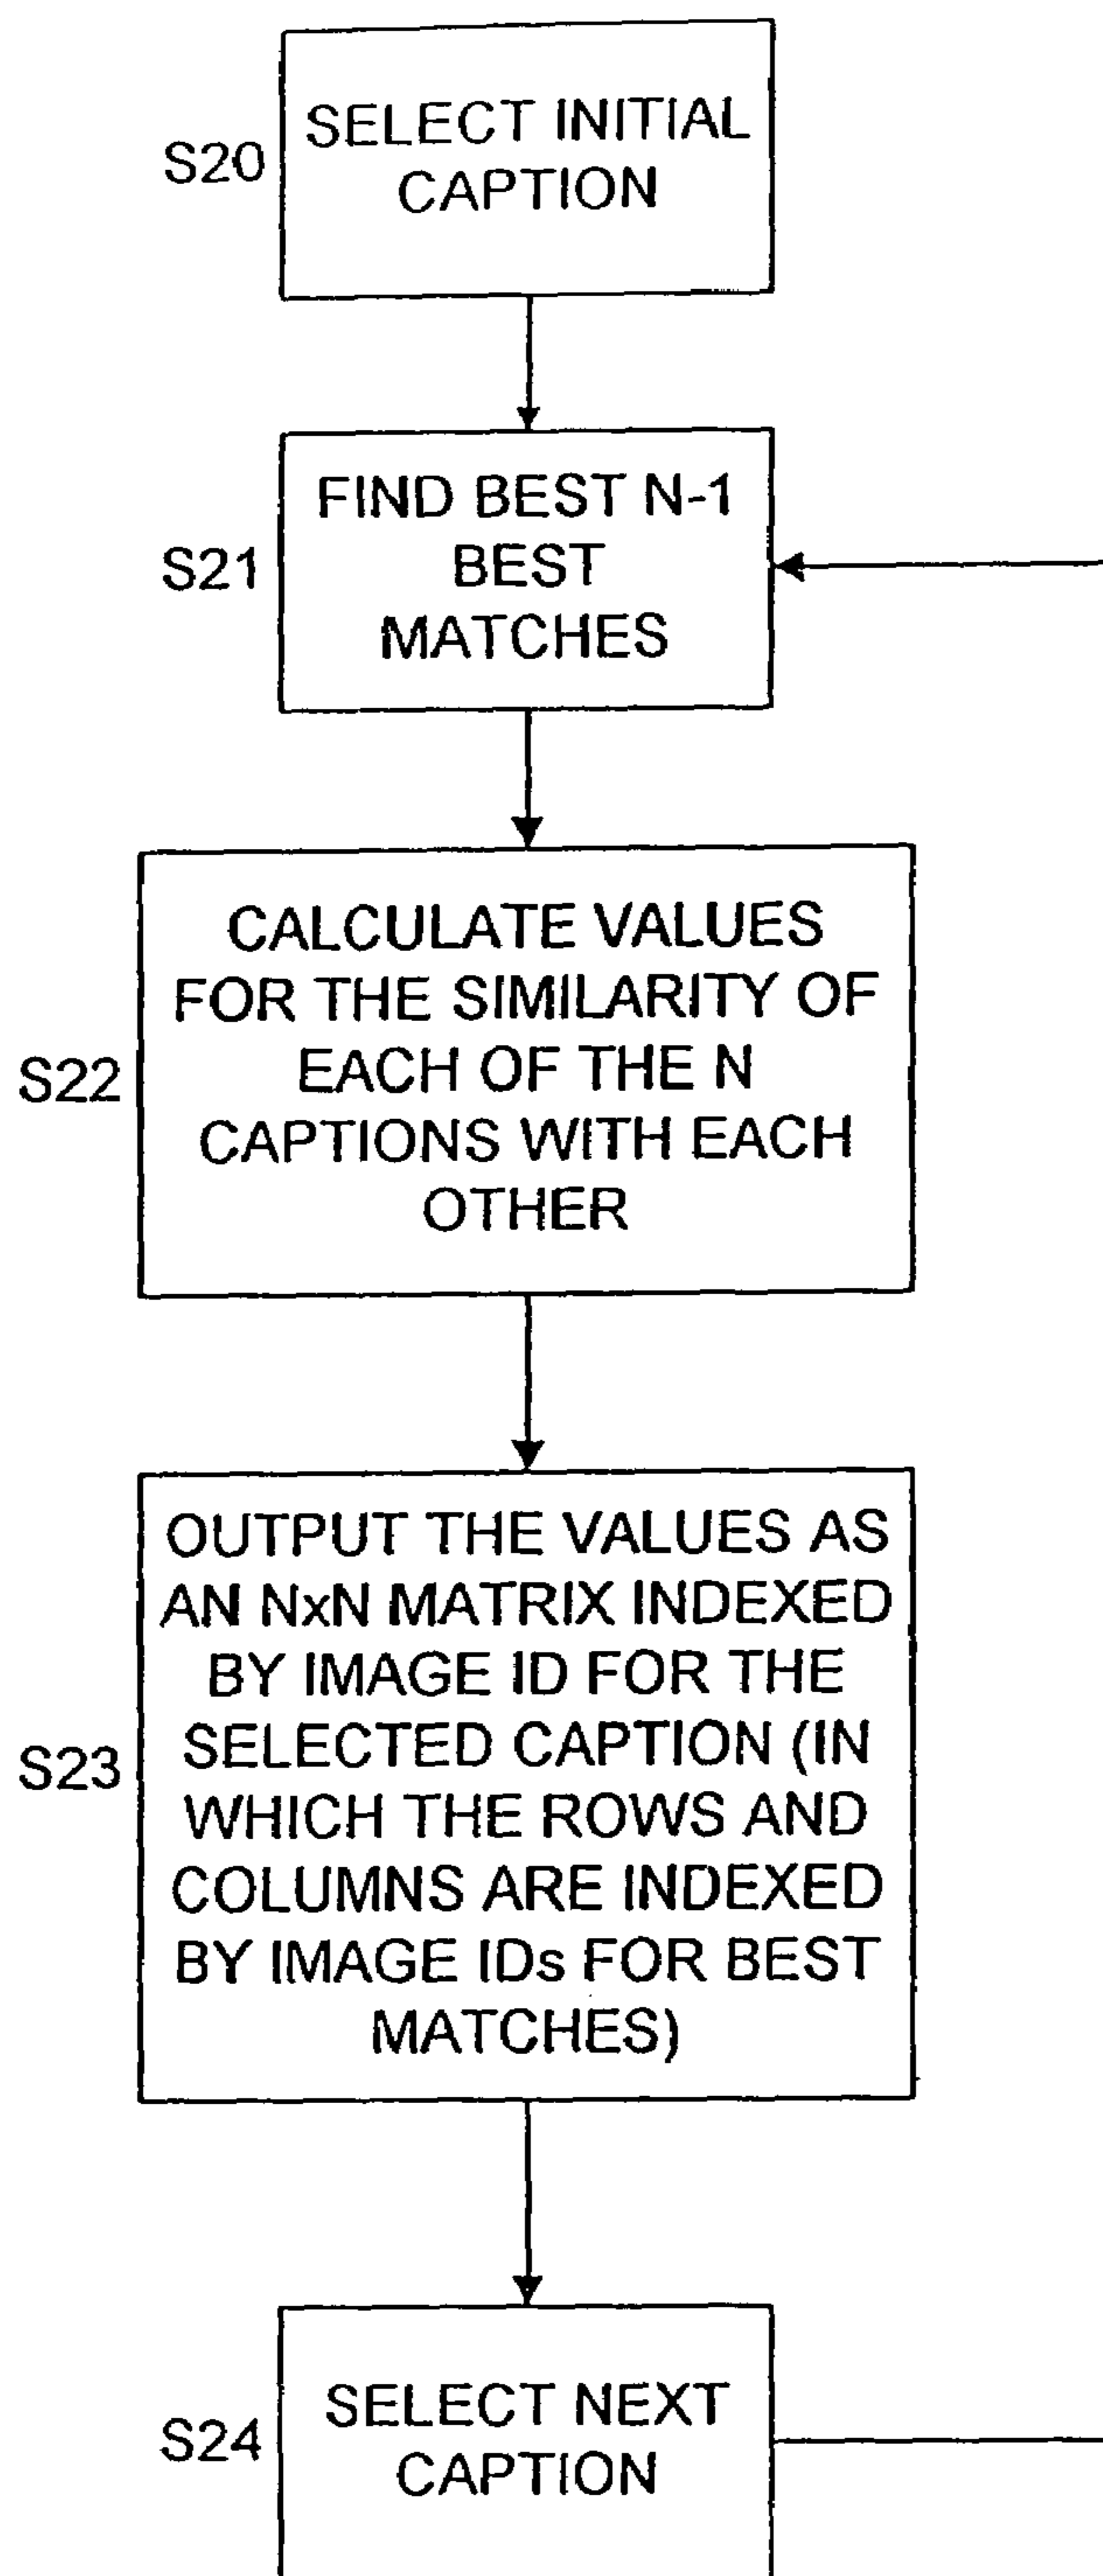 S20
SELECT INITIAL
CAPTION
S21
FIND BEST N-1
BEST
MATCHES
S22
CALCULATE VALUES
FOR THE SIMILARITY OF
EACH OF THE N
CAPTIONS WITH EACH
OTHER
S23
OUTPUT THE VALUES AS
AN NxN MATRIX INDEXED
BY IMAGE ID FOR THE
SELECTED CAPTION (IN
WHICH THE ROWS AND
COLUMNS ARE INDEXED
BY IMAGE IDs FOR BEST
MATCHES)
S24
SELECT NEXT
CAPTION